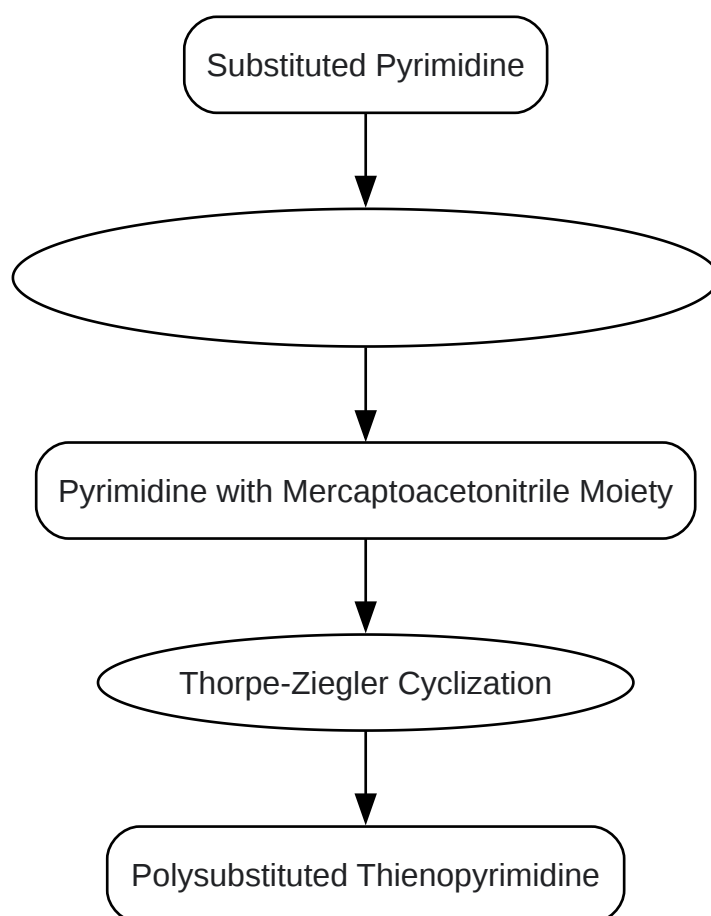 Substituted Pyrimidine
Pyrimidine with Mercaptoacetonitrile Moiety
Thorpe-Ziegler Cyclization
Polysubstituted Thienopyrimidine